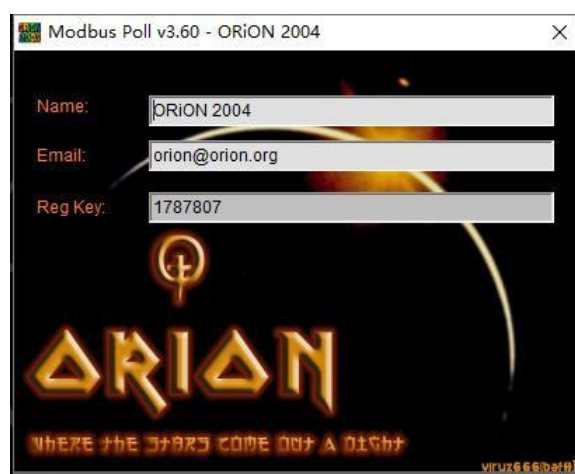 Modbus Poll v3.60 - ORiON 2004
Name: ORiON 2004
Email: orion@orion.org
Reg Key: 1787807
ORION
WHERE THE STARS COME OUT A NIGHT